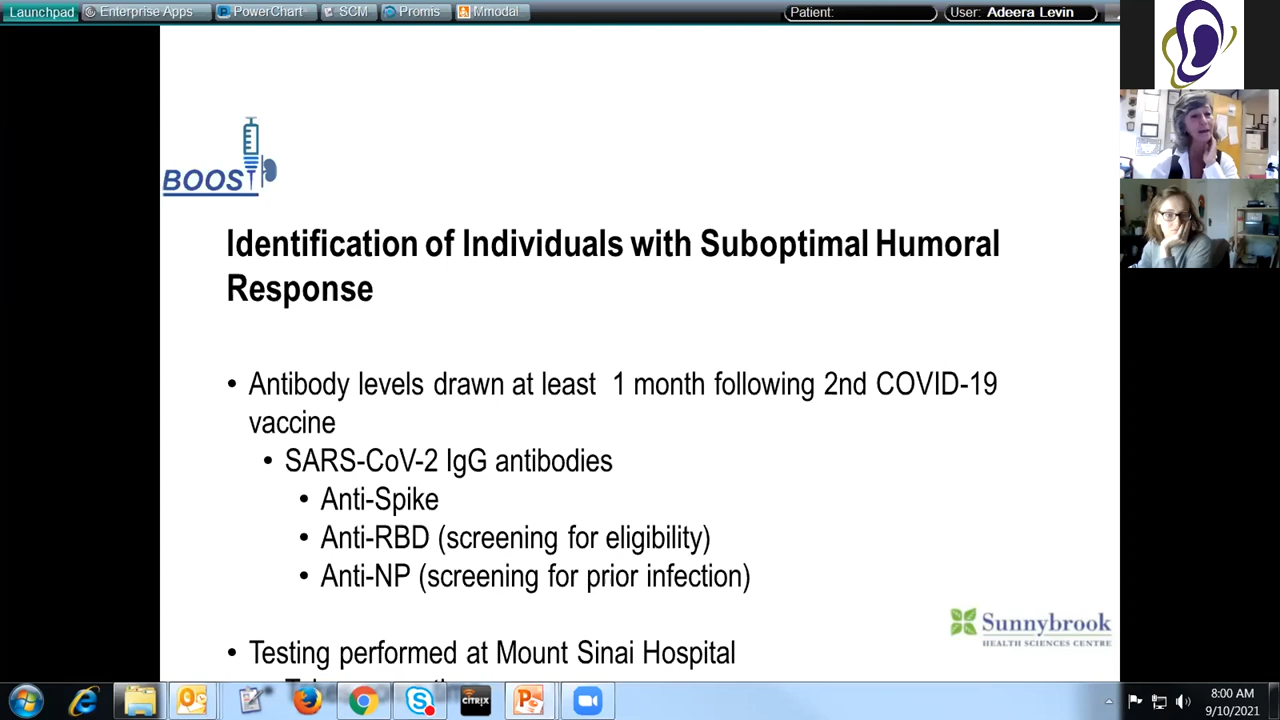 Launchpad Enterprise Apps PowerChart SCM Promis Mmodal Patient: User: Adeera Levin
BOOST
Identification of Individuals with Suboptimal Humoral
Response
• Antibody levels drawn at least 1 month following 2nd COVID-19
vaccine
• SARS-CoV-2 IgG antibodies
• Anti-Spike
• Anti-RBD (screening for eligibility)
• Anti-NP (screening for prior infection)
Sunnybrook
HEALTH SCIENCES CENTRE
• Testing performed at Mount Sinai Hospital
CITRIX
8:00 AM
9/10/2021